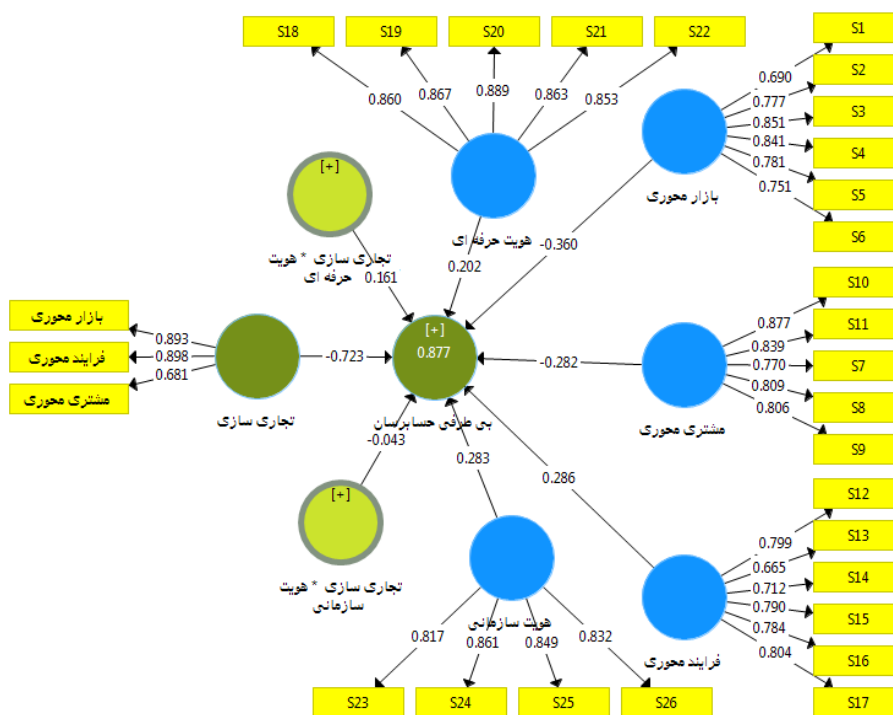 S18
S19
S20
S21
S22
S1
S2
S3
S4
S5
S6
0.860
0.867
0.889
0.863
0.853
0.690
0.777
0.851
0.841
0.781
0.751
[+]
تجاری سازی * هویت
حرفه ای
0.161
هویت حرفه ای
0.202
بازار محوری
-0.360
بازار محوری
فرایند محوری
مشتری محوری
0.893
0.898
0.681
تجاری سازی
-0.723
[+]
0.877
بی طرفی حسابرسان
-0.282
مشتری محوری
S10
S11
S7
S8
S9
0.877
0.839
0.770
0.809
0.806
-0.043
0.283
0.286
[+]
تجاری سازی * هویت
سازمانی
هویت سازمانی
فرایند محوری
S12
S13
S14
S15
S16
S17
0.799
0.665
0.712
0.790
0.784
0.804
0.817
0.861
0.849
0.832
S23
S24
S25
S26